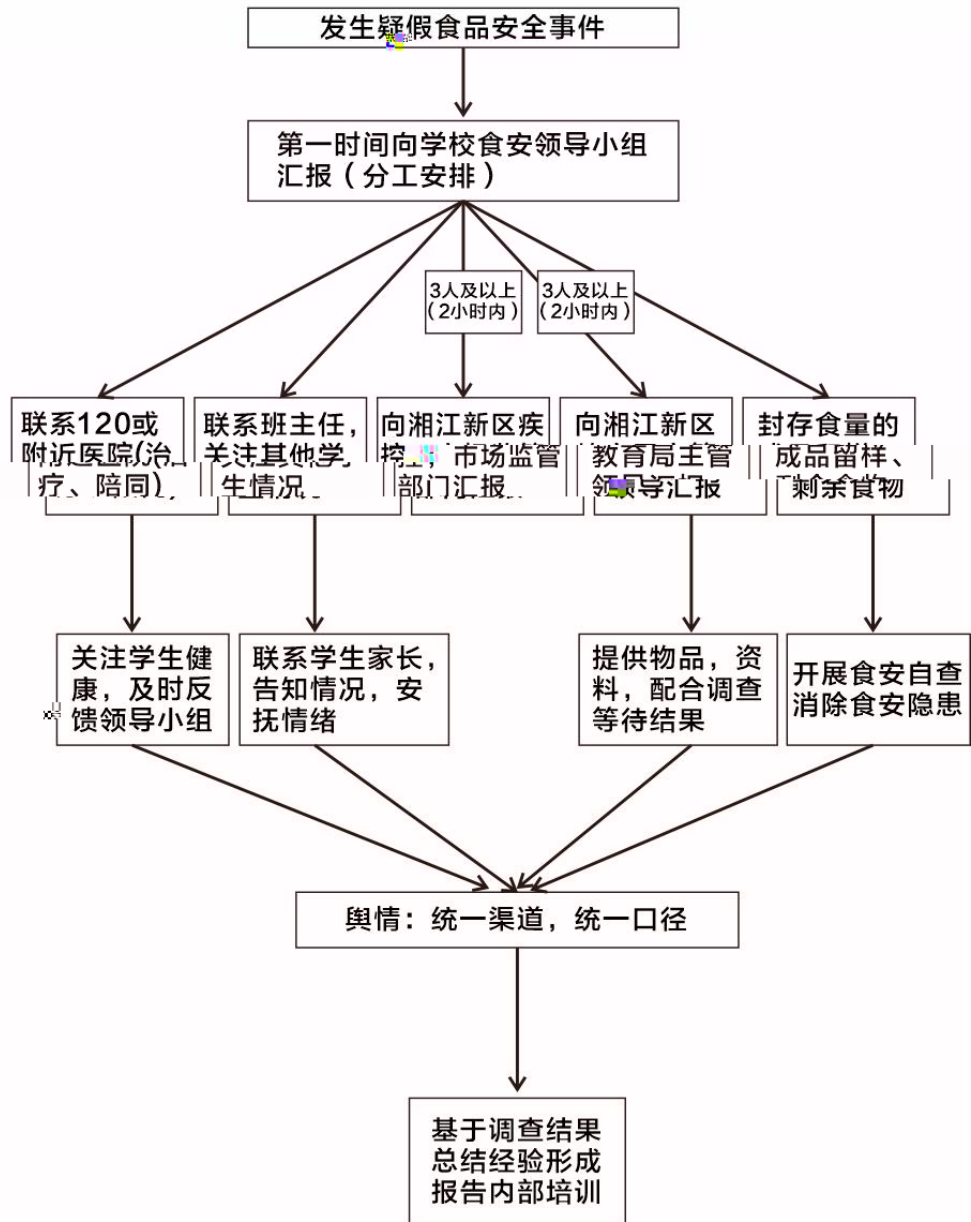 发生疑假食品安全事件
第一时间向学校食安领导小组
汇报（分工安排）
3人及以上
（2小时内）
3人及以上
（2小时内）
联系120或
附近医院(治
疗、陪同)
联系班主任，
关注其他学
生情况
向湘江新区疾
控 ，市场监管
部门汇报
向湘江新区
教育局主管
领导汇报
封存食量的
成品留样、
剩余食物
关注学生健
康，及时反
馈领导小组
联系学生家长，
告知情况，安
抚情绪
提供物品，资
料，配合调查
等待结果
开展食安自查
消除食安隐患
舆情：统一渠道，统一口径
基于调查结果
总结经验形成
报告内部培训